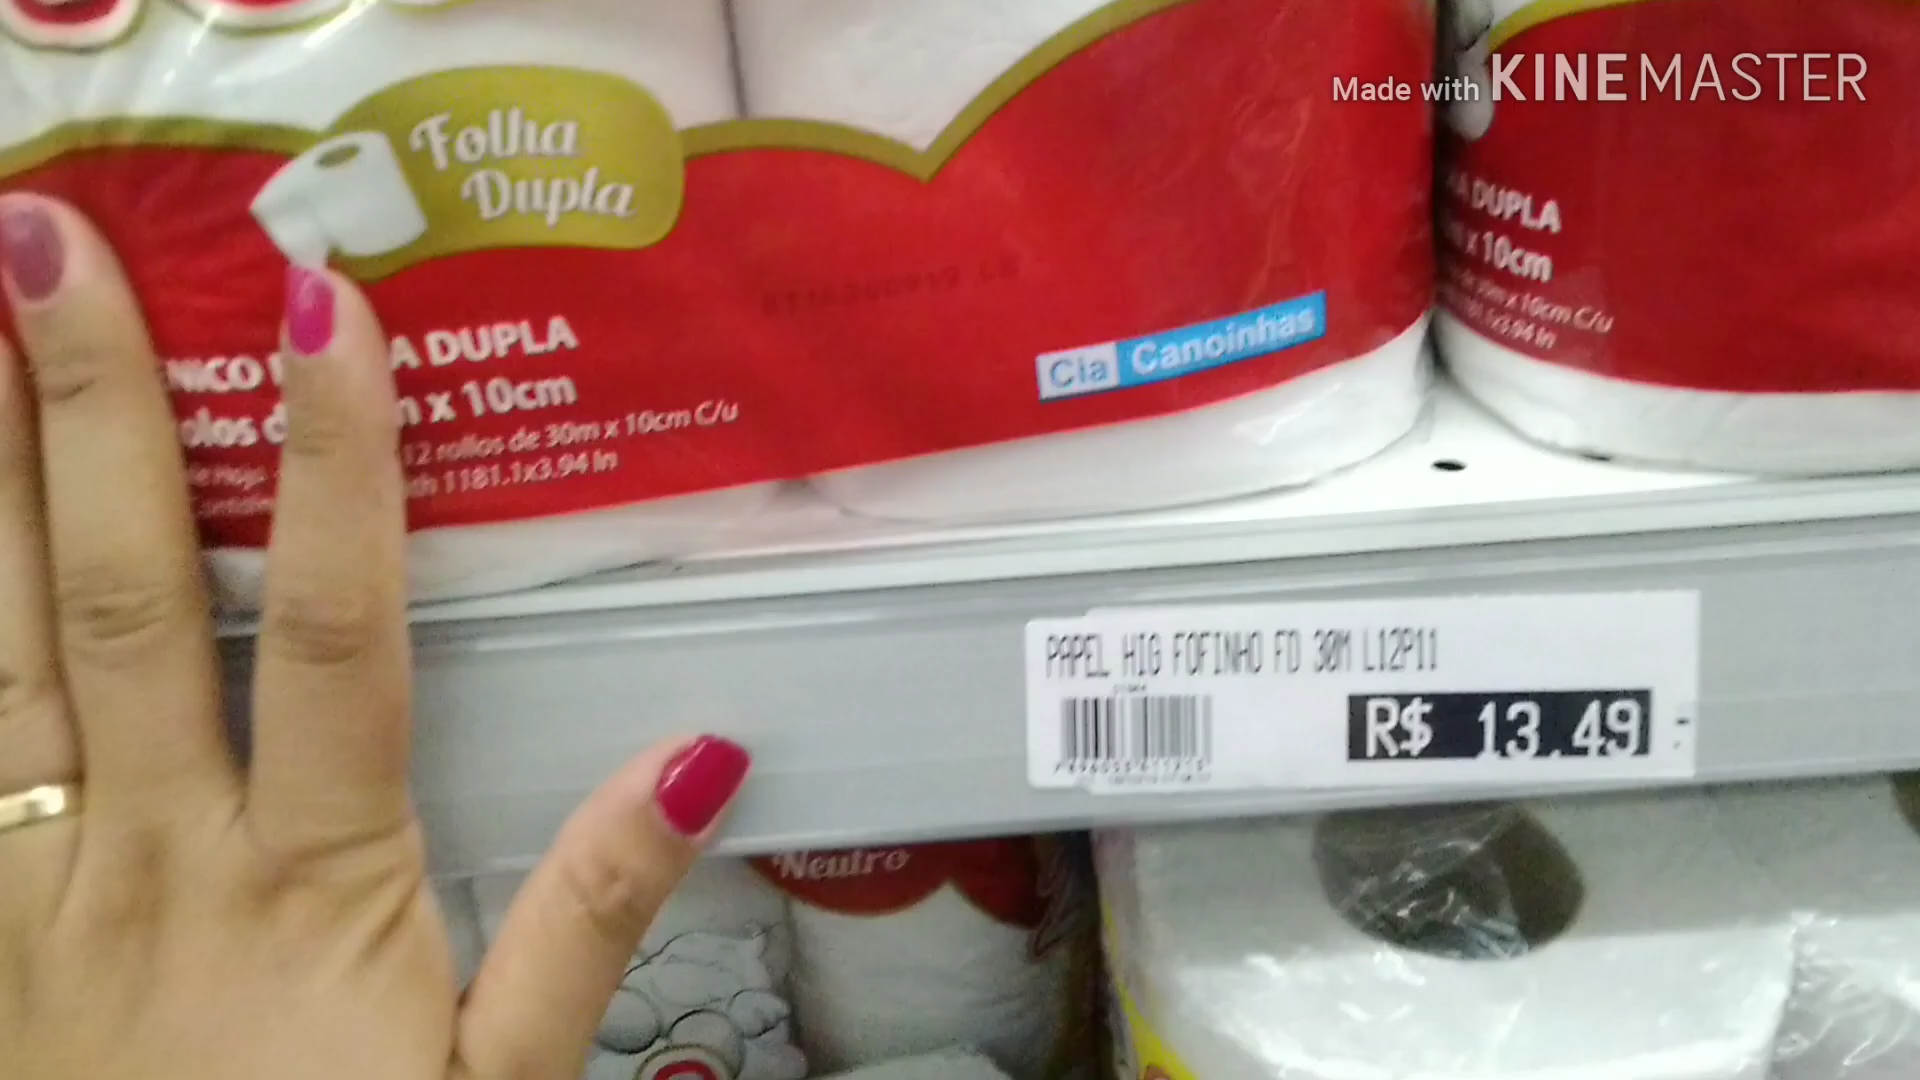 Made with KINEMASTER
Folha
Dupla
A DUPLA
x 10cm
12 rollos de 30m x 10cm C/u
1181.1x3.94 In
Cia Canoinhas
DUPLA
x 10cm
x 10cm C/u
PAPEL HIG FOFINHO FD 30M L12P11
R$ 13.49
Neutro